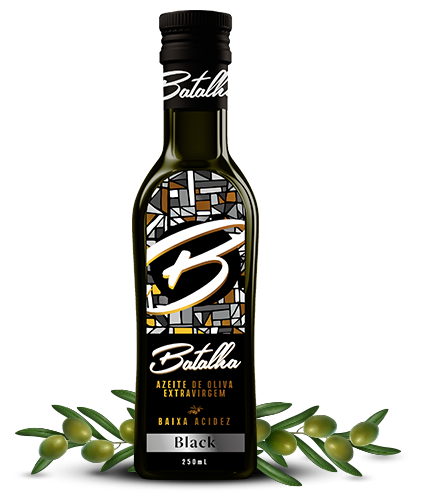 Batalha
B
Batalha
AZEITE DE OLIVA
EXTRAVIRGEM
BAIXA ACIDEZ
Black
250mL